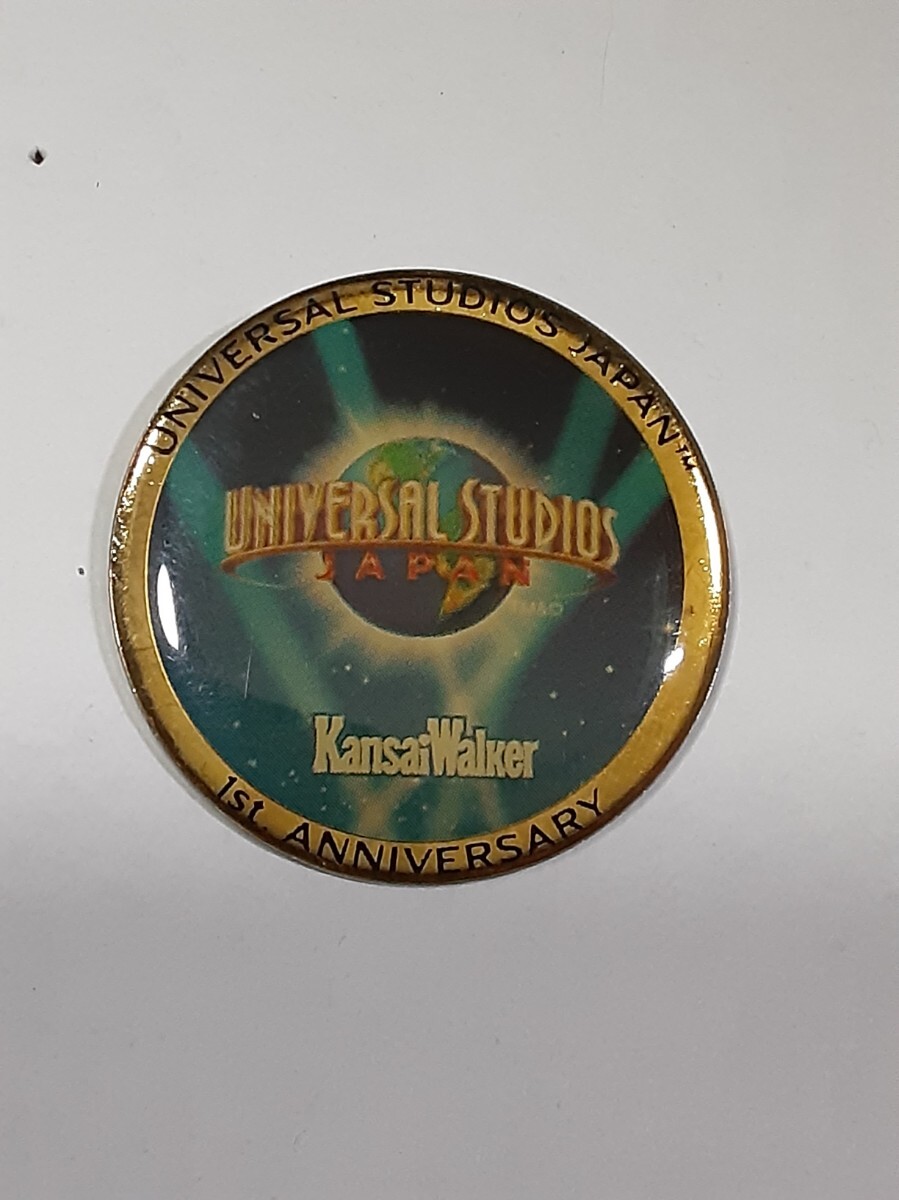 UNIVERSAL STUDIOS JAPAN™
UNIVERSAL STUDIOS
JAPAN
KansaiWalker
1st. ANNIVERSARY